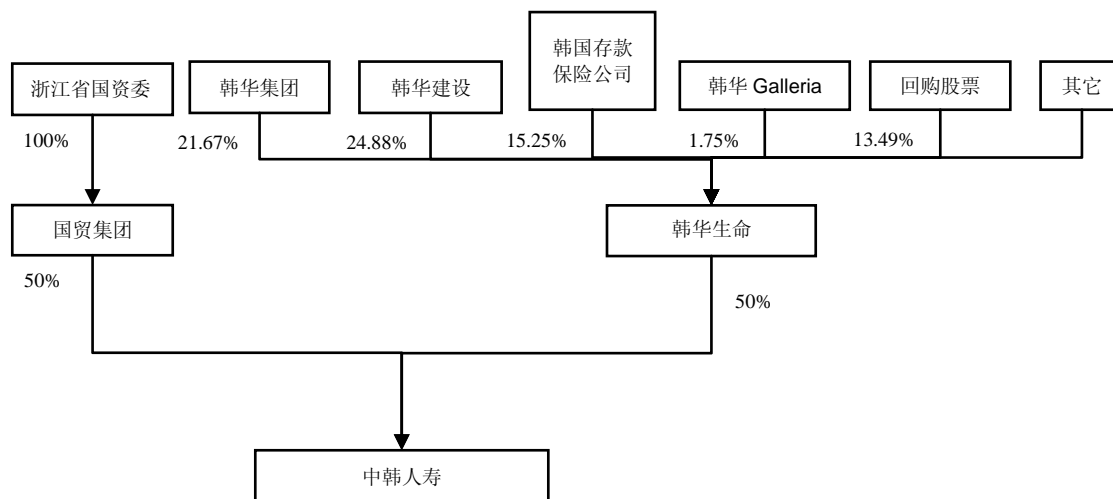 韩国存款
保险公司
浙江省国资委
韩华集团
韩华建设
韩华 Galleria
回购股票
其它
100%
21.67%
24.88%
15.25%
1.75%
13.49%
国贸集团
韩华生命
50%
50%
中韩人寿